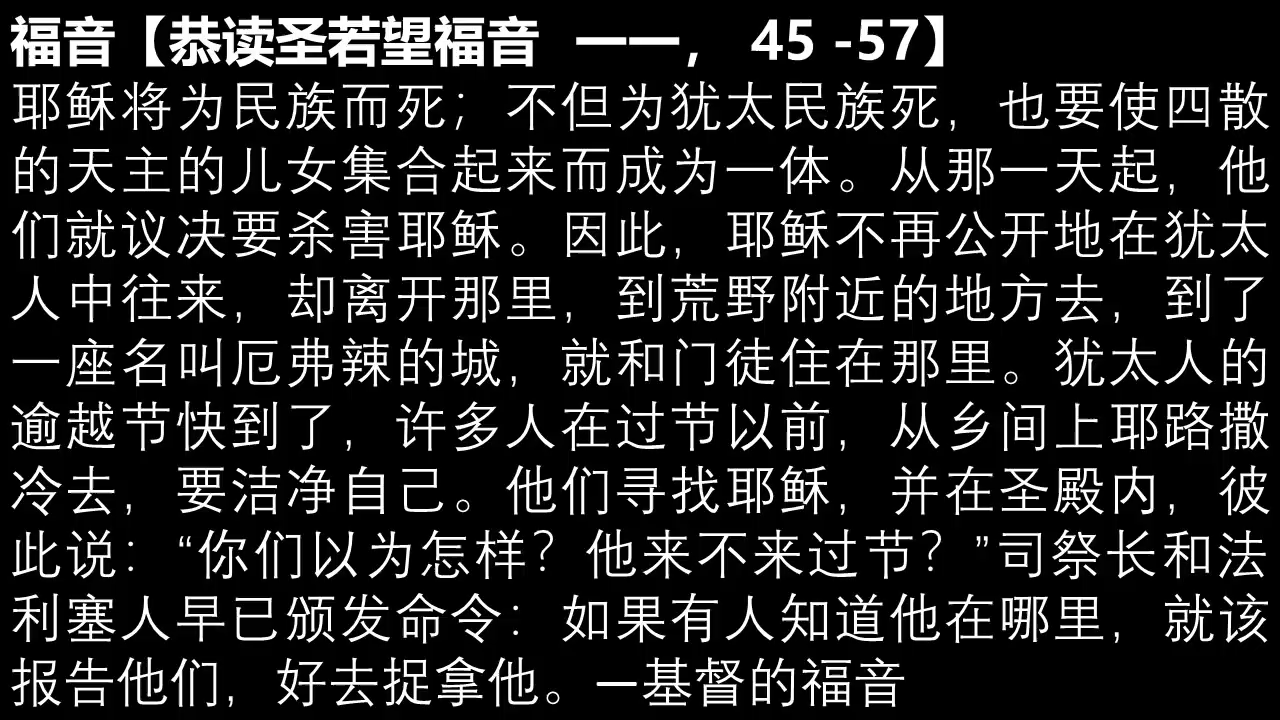 福音【恭读圣若望福音 一一， 45 -57】
耶稣将为民族而死；不但为犹太民族死，也要使四散
的天主的儿女集合起来而成为一体。从那一天起，他
们就议决要杀害耶稣。因此，耶稣不再公开地在犹太
人中往来，却离开那里，到荒野附近的地方去，到了
一座名叫厄弗辣的城，就和门徒住在那里。犹太人的
逾越节快到了，许多人在过节以前，从乡间上耶路撒
冷去，要洁净自己。他们寻找耶稣，并在圣殿内，彼
此说：“你们以为怎样？他来不来过节？”司祭长和法
利塞人早已颁发命令：如果有人知道他在哪里，就该
报告他们，好去捉拿他。—基督的福音